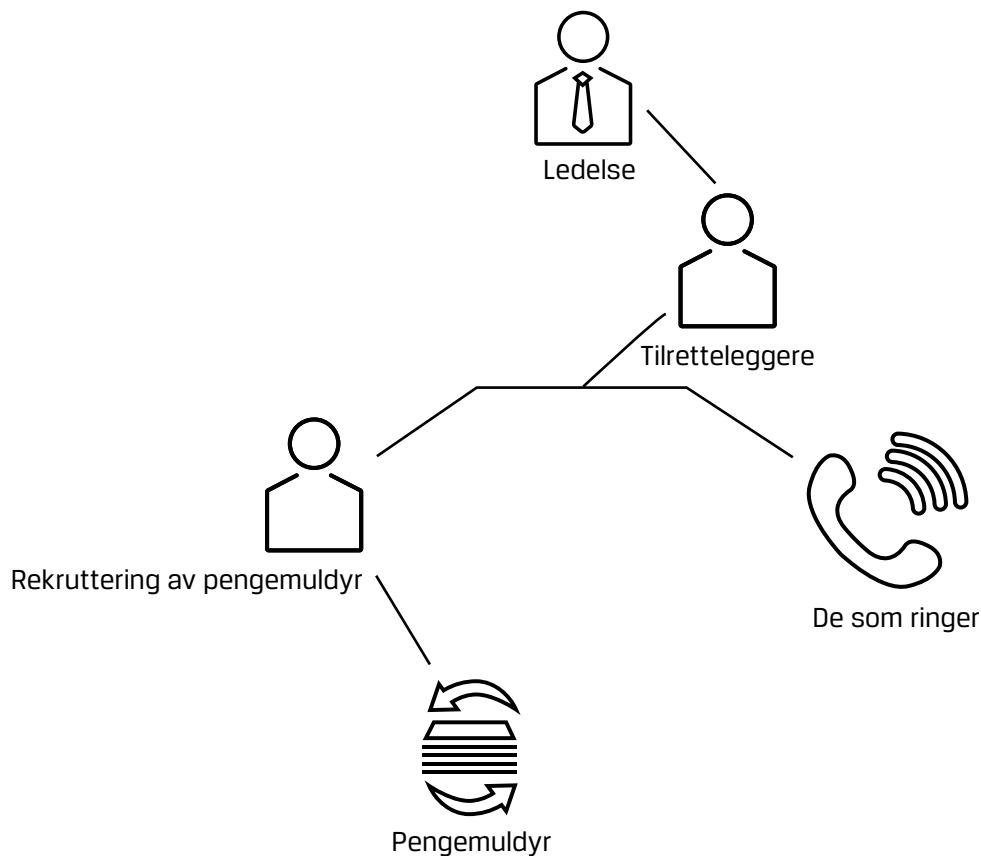 Ledelse
Tilretteleggere
Rekruttering av pengemuldyr
De som ringer
Pengemuldyr